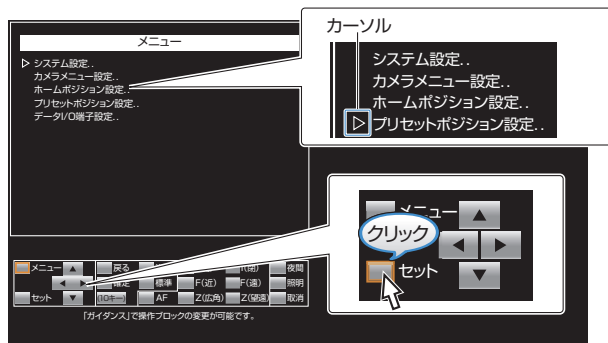 メニュー
システム設定..
カメラメニュー設定..
ホームポジション設定..
プリセットポジション設定..
データI/O端子設定..
カーソル
システム設定..
カメラメニュー設定..
ホームポジション設定..
プリセットポジション設定..
メニュー
クリック
セット
メニュー 戻る (閉) 夜間
確定 標準 F(近) F(遠) 照明
セット (10キー) AF Z(広角) Z(望遠) 取消
「ガイダンス」で操作ブロックの変更が可能です。